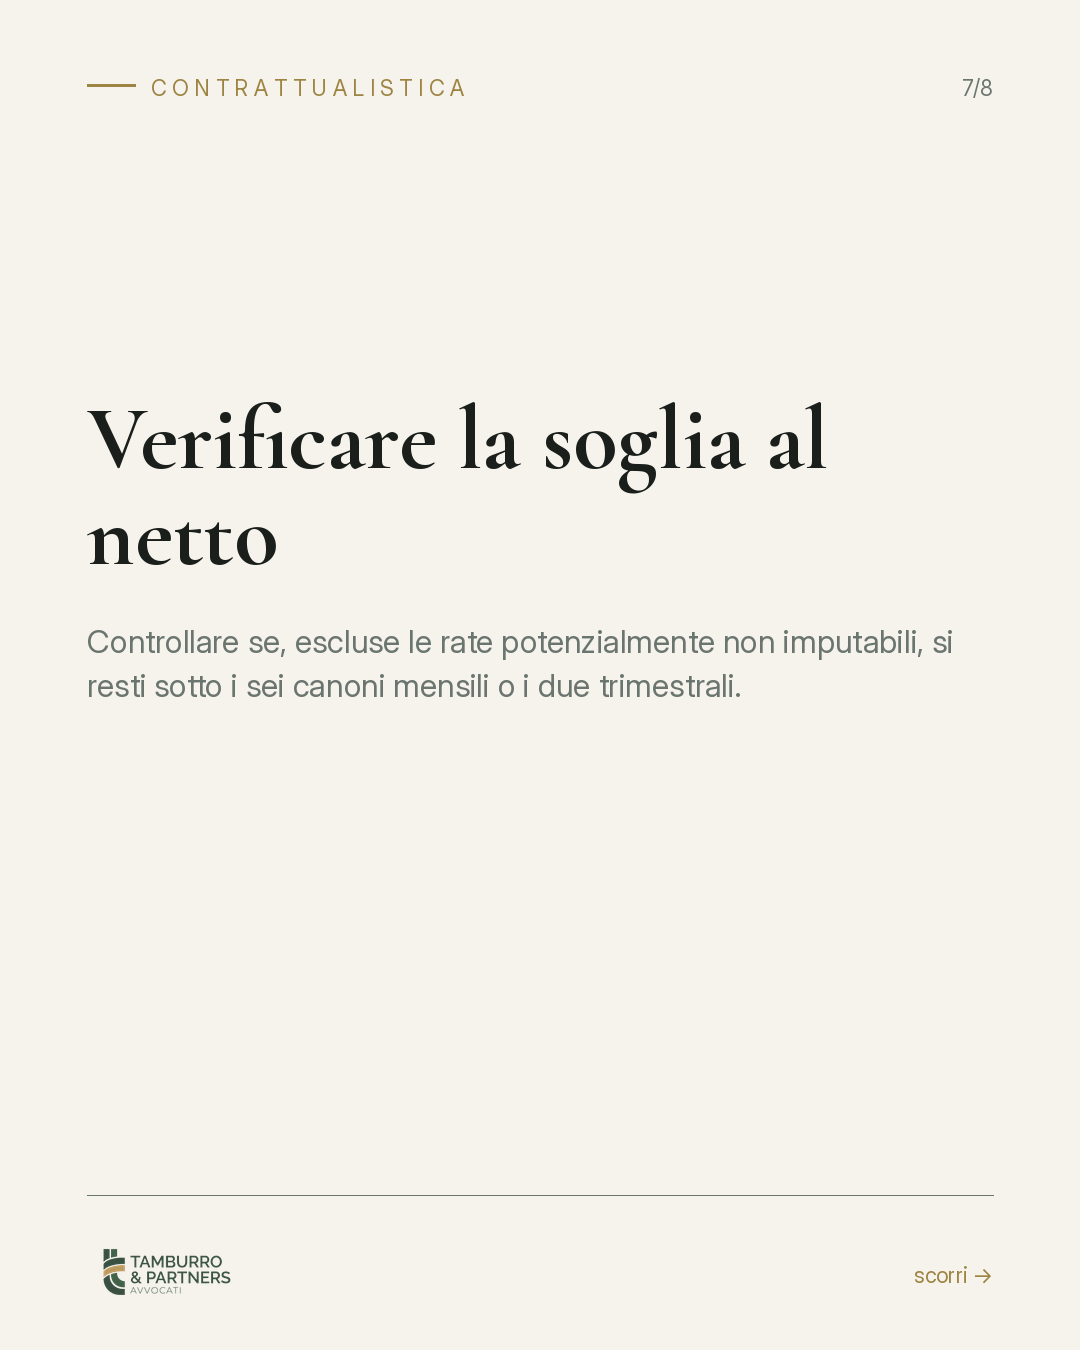 CONTRATTUALISTICA
7/8
Verificare la soglia al
netto
Controllare se, escluse le rate potenzialmente non imputabili, si
resti sotto i sei canoni mensili o i due trimestrali.
TAMBURRO
& PARTNERS
AVVOCATI
scorri →